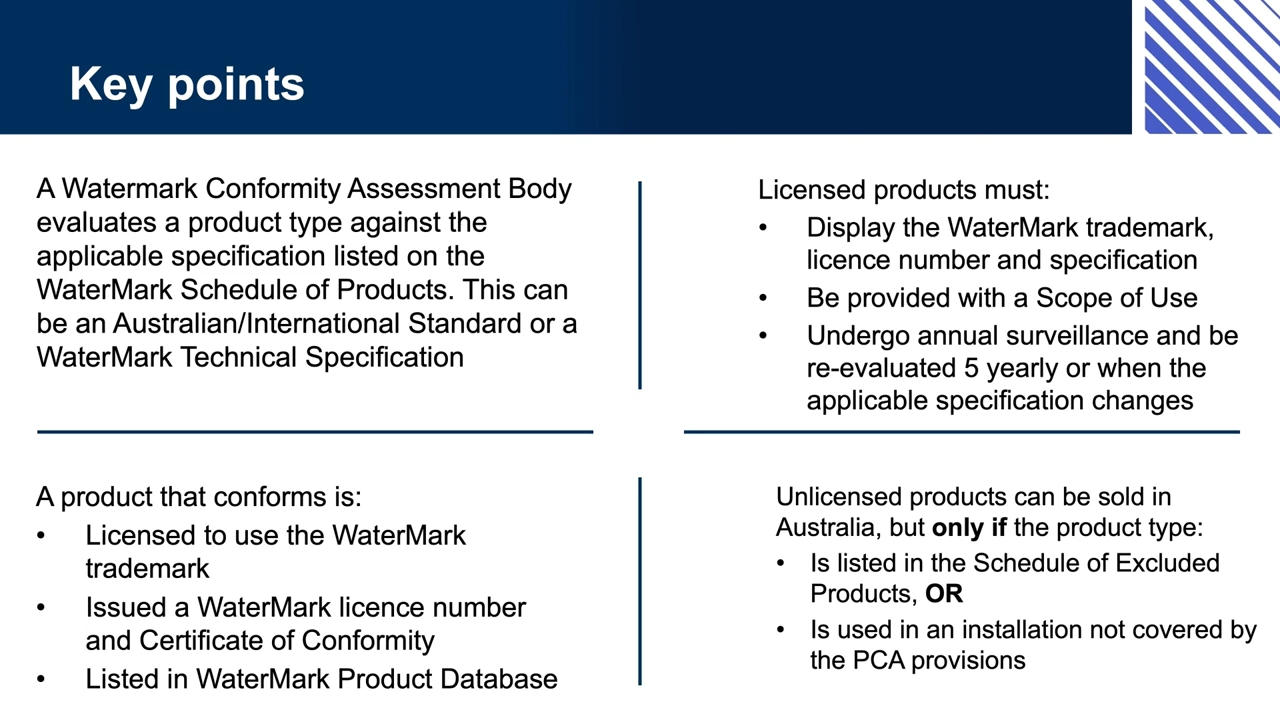 Key points
A Watermark Conformity Assessment Body
evaluates a product type against the
applicable specification listed on the
WaterMark Schedule of Products. This can
be an Australian/International Standard or a
WaterMark Technical Specification
Licensed products must:
• Display the WaterMark trademark,
licence number and specification
• Be provided with a Scope of Use
• Undergo annual surveillance and be
re-evaluated 5 yearly or when the
applicable specification changes
A product that conforms is:
• Licensed to use the WaterMark
trademark
• Issued a WaterMark licence number
and Certificate of Conformity
• Listed in WaterMark Product Database
Unlicensed products can be sold in
Australia, but only if the product type:
• Is listed in the Schedule of Excluded
Products, OR
• Is used in an installation not covered by
the PCA provisions